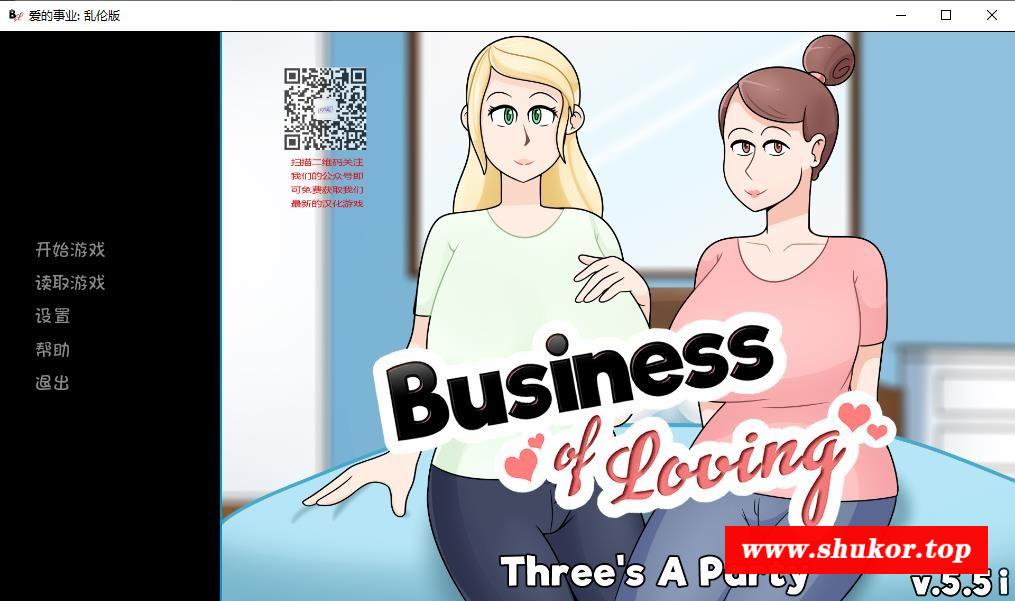 爱的事业: 乱伦版
扫描二维码关注
我们的公众号即
可免费获取我们
最新的汉化游戏
开始游戏
读取游戏
设置
帮助
退出
Business
of Loving
Three's A Party
www.shukor.top
v.5.5i